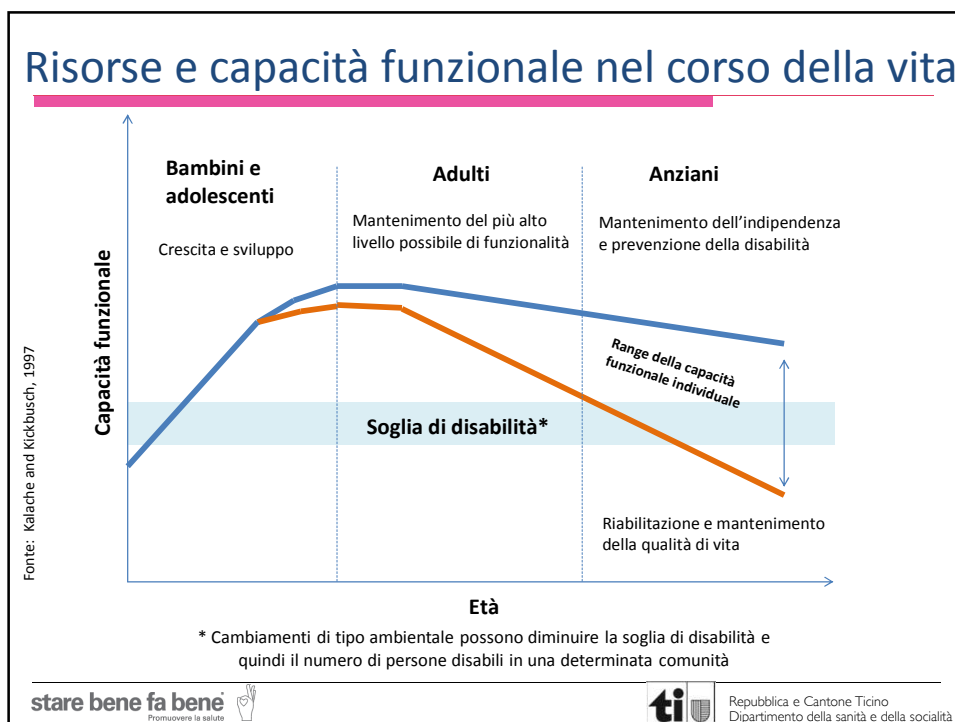 Risorse e capacità funzionale nel corso della vita
Bambini e
adolescenti
Crescita e sviluppo
Adulti
Mantenimento del più alto
livello possibile di funzionalità
Anziani
Mantenimento dell’indipendenza
e prevenzione della disabilità
Capacità funzionale
Fonte: Kalache and Kickbusch, 1997
Range della capacità
funzionale individuale
Soglia di disabilità*
Riabilitazione e mantenimento
della qualità di vita
Età
* Cambiamenti di tipo ambientale possono diminuire la soglia di disabilità e
quindi il numero di persone disabili in una determinata comunità
stare bene fa bene
Promuovere la salute
ti
Repubblica e Cantone Ticino
Dipartimento della sanità e della socialità